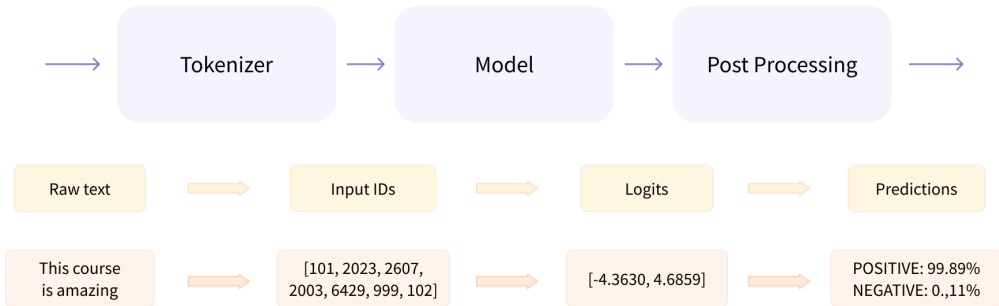 Tokenizer
Model
Post Processing
Raw text
Input IDs
Logits
Predictions
This course
is amazing
[101, 2023, 2607,
2003, 6429, 999, 102]
[-4.3630, 4.6859]
POSITIVE: 99.89%
NEGATIVE: 0.,11%